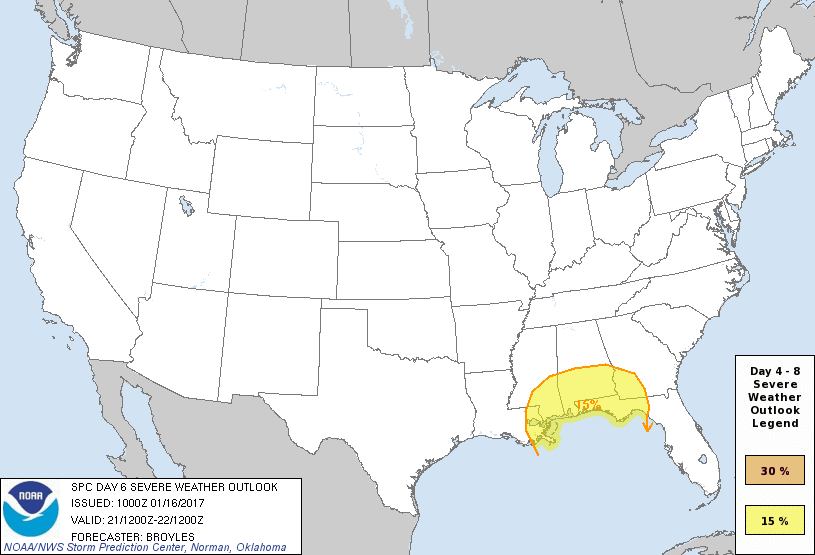 15%
Day 4 - 8
Severe
Weather
Outlook
Legend
30 %
15 %
NOAA
SPC DAY 6 SEVERE WEATHER OUTLOOK
ISSUED: 1000Z 01/16/2017
VALID: 21/1200Z-22/1200Z
FORECASTER: BROYLES
NOAA/NWS Storm Prediction Center, Norman, Oklahoma